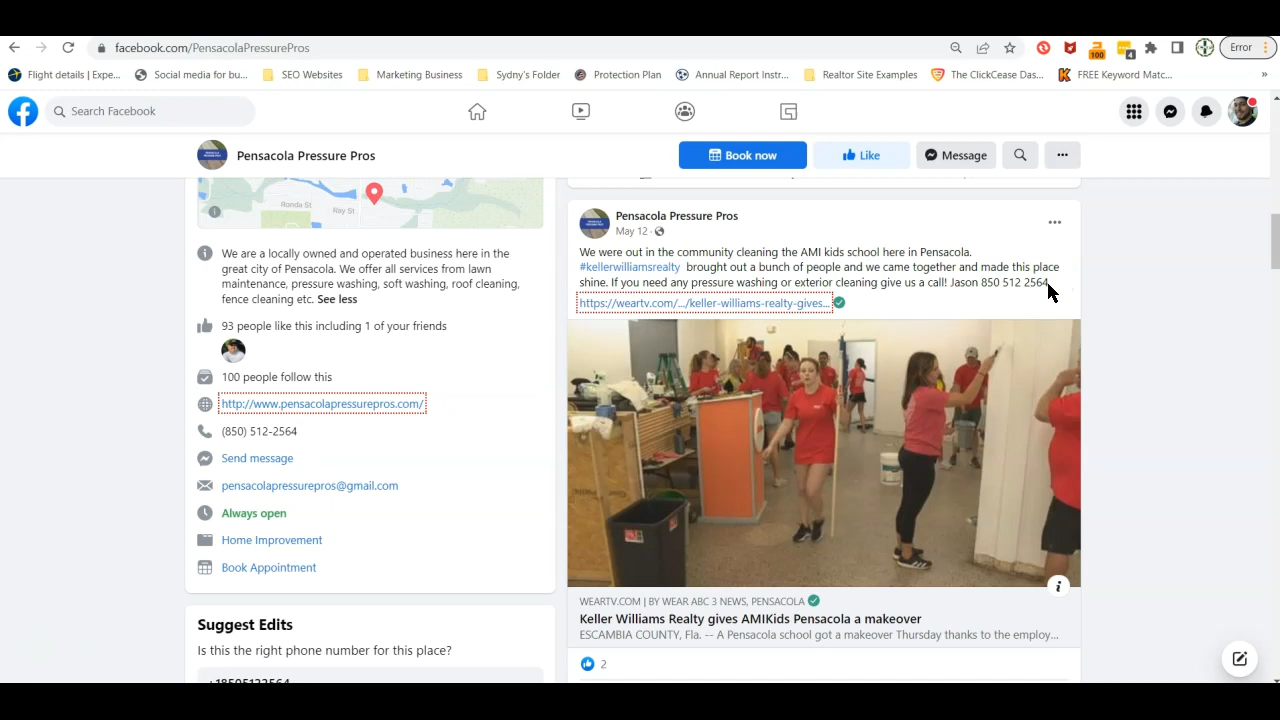 facebook.com/PensacolaPressurePros
Error
100
4
Flight details | Expe...
Social media for bu...
SEO Websites
Marketing Business
Sydny's Folder
Protection Plan
Annual Report Instr...
Realtor Site Examples
The ClickCease Das...
FREE Keyword Matc...
»
Search Facebook
Pensacola Pressure Pros
Book now
Like
Message
Ronda St
Ray St
We are a locally owned and operated business here in the
great city of Pensacola. We offer all services from lawn
maintenance, pressure washing, soft washing, roof cleaning,
fence cleaning etc. See less
93 people like this including 1 of your friends
100 people follow this
http://www.pensacolapressurepros.com/
(850) 512-2564
Send message
pensacolapressurepros@gmail.com
Always open
Home Improvement
Book Appointment
Suggest Edits
Is this the right phone number for this place?
+18505122564
Pensacola Pressure Pros
May 12 ·
We were out in the community cleaning the AMI kids school here in Pensacola.
#kellerwilliamsrealty brought out a bunch of people and we came together and made this place
shine. If you need any pressure washing or exterior cleaning give us a call! Jason 850 512 2564
https://weartv.com/.../keller-williams-realty-gives...
WEARTV.COM | BY WEAR ABC 3 NEWS, PENSACOLA
Keller Williams Realty gives AMIKids Pensacola a makeover
ESCAMBIA COUNTY, Fla. -- A Pensacola school got a makeover Thursday thanks to the employ...
2